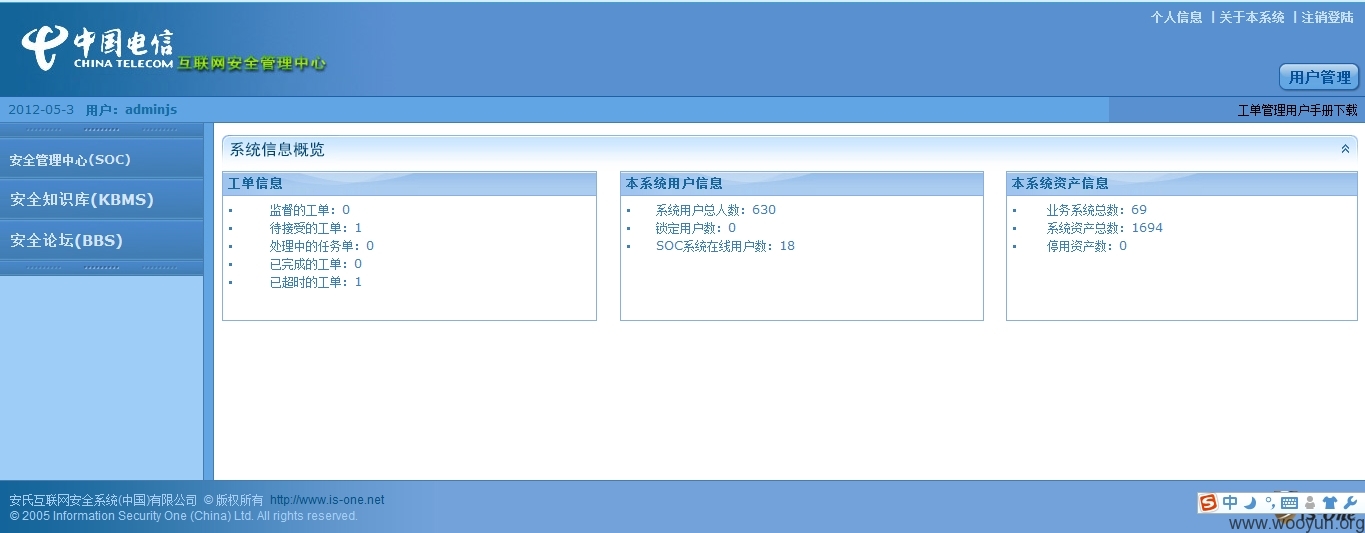 个人信息 | 关于本系统 | 注销登陆
中国电信
CHINA TELECOM 互联网安全管理中心
用户管理
2012-05-3 用户：adminjs 工单管理用户手册下载
安全管理中心(SOC)
安全知识库(KBMS)
安全论坛(BBS)
系统信息概览
工单信息
监督的工单：0
待接受的工单：1
处理中的任务单：0
已完成的工单：0
已超时的工单：1
本系统用户信息
系统用户总人数：630
锁定用户数：0
SOC系统在线用户数：18
本系统资产信息
业务系统总数：69
系统资产总数：1694
停用资产数：0
安氏互联网安全系统(中国)有限公司 © 版权所有 http://www.is-one.net
© 2005 Information Security One (China) Ltd. All rights reserved.
中
is-One
www.wooyun.org